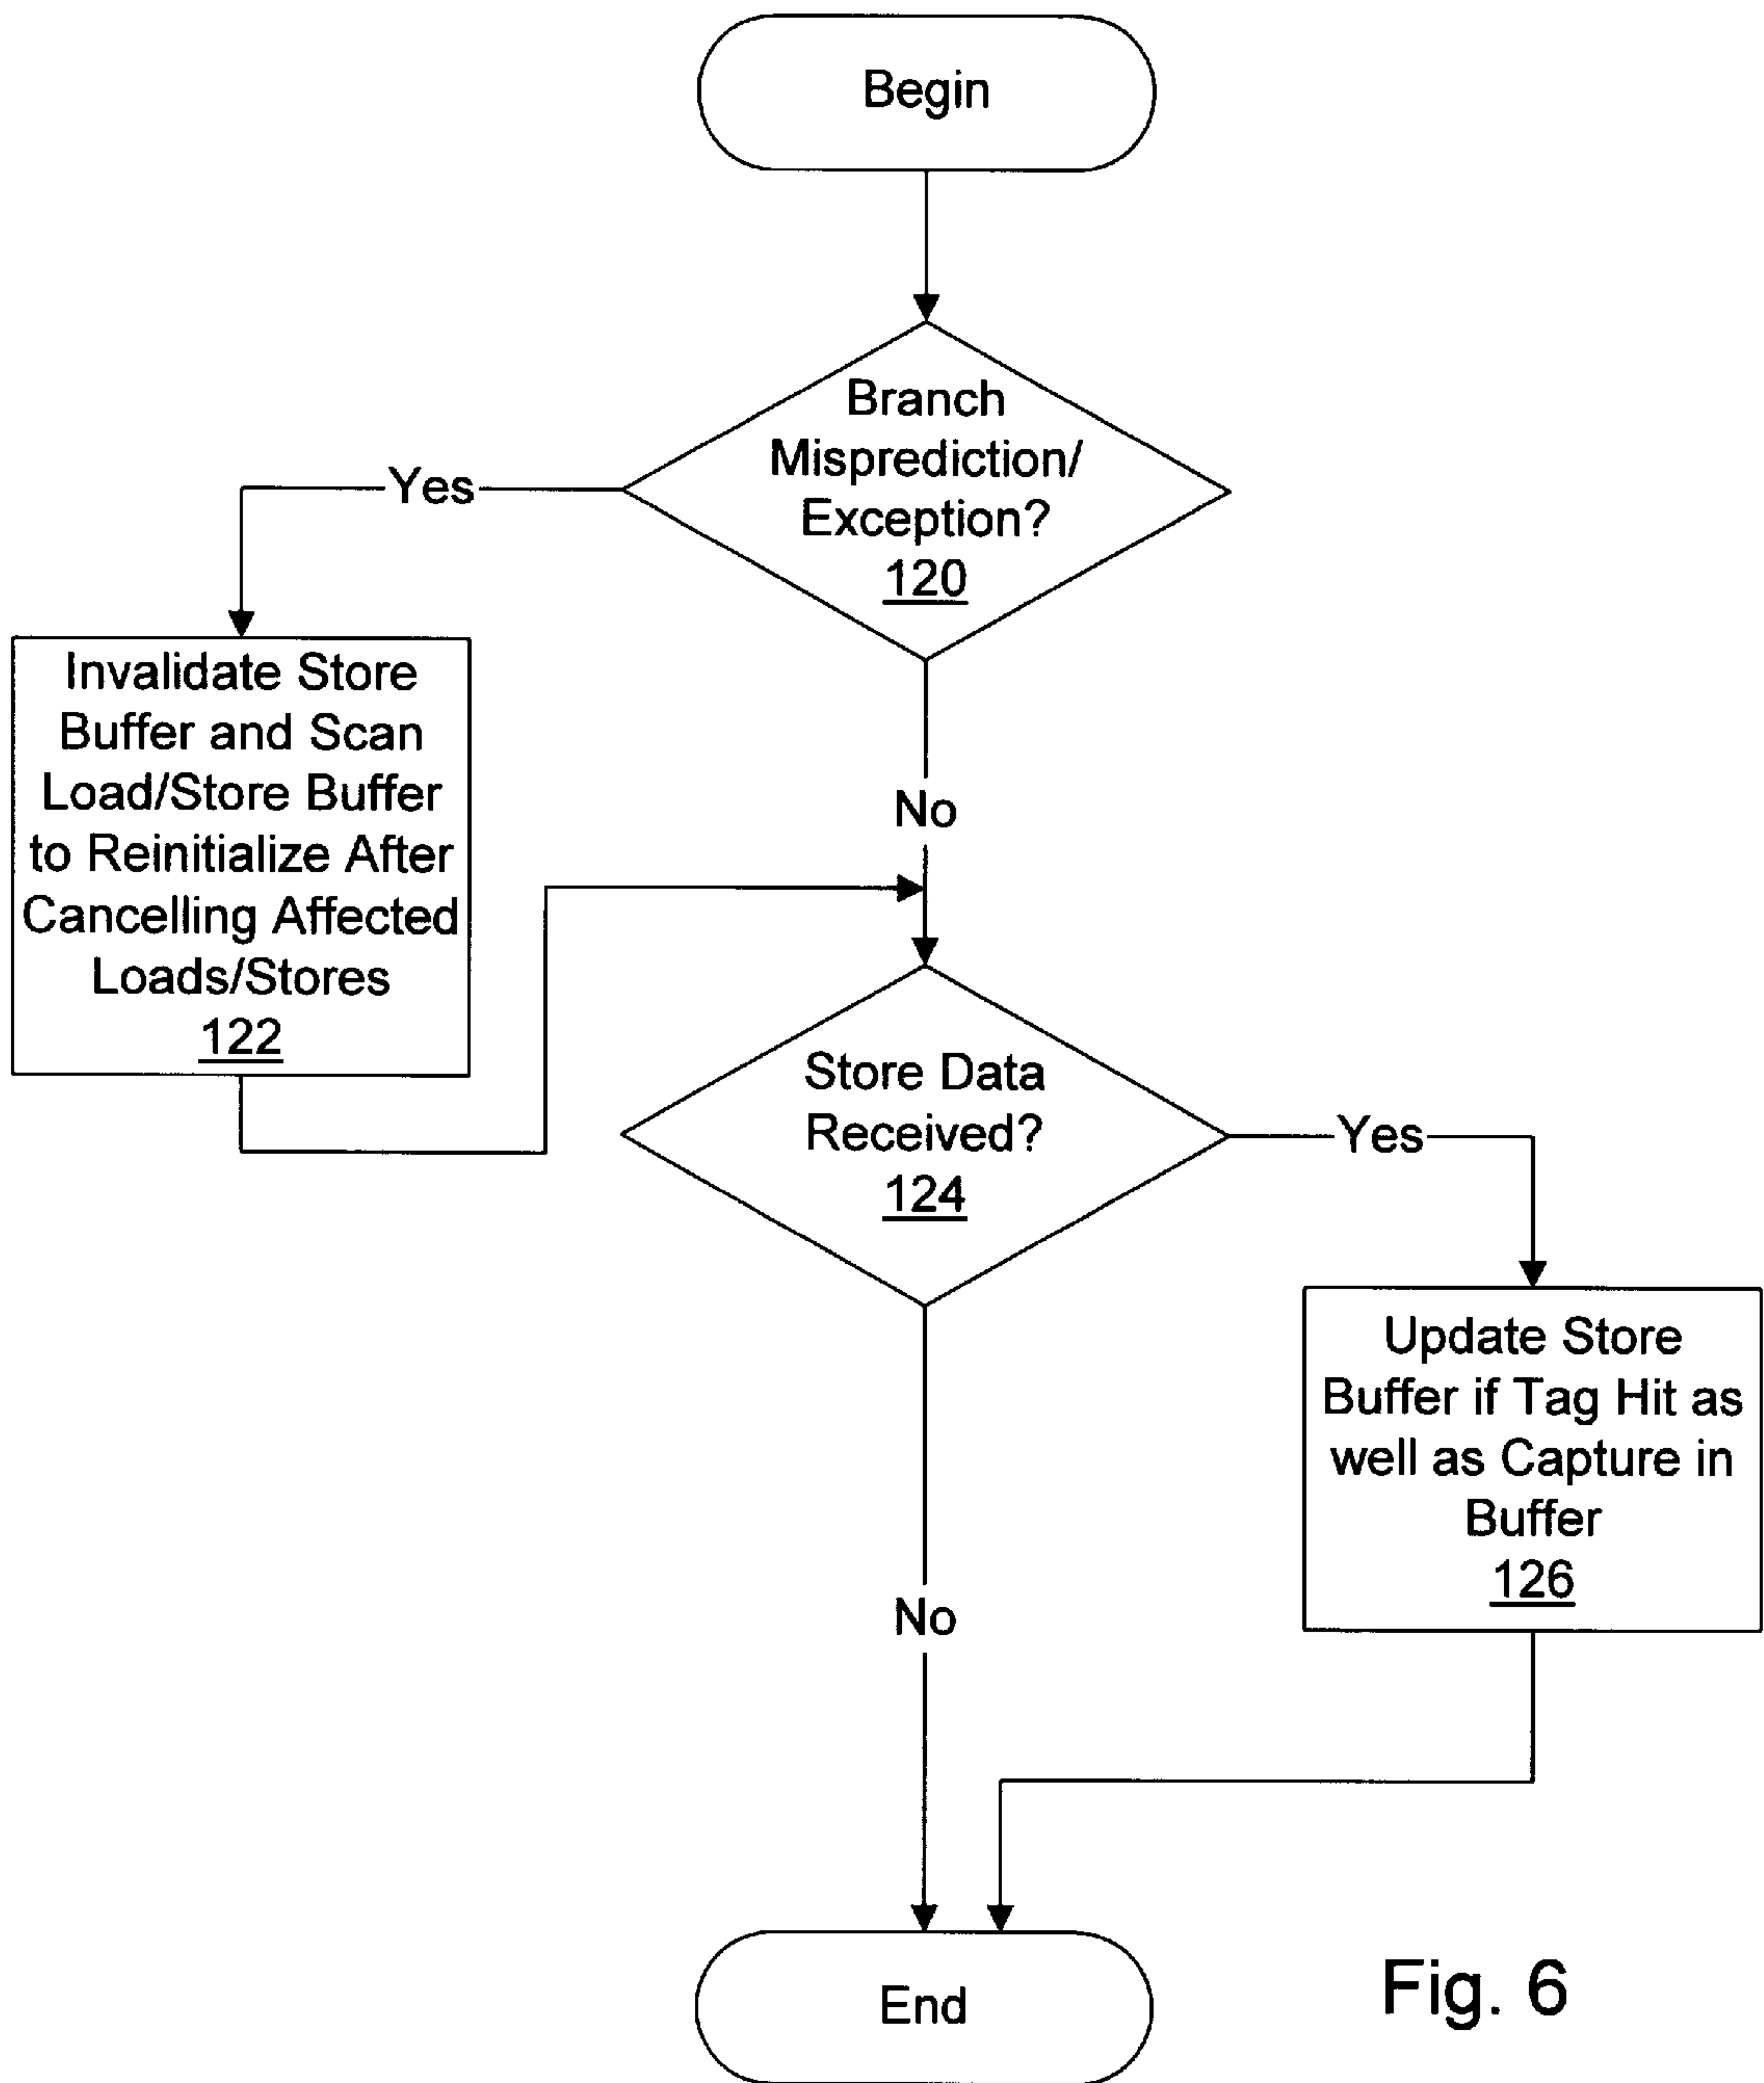 Begin
Branch
Misprediction/
Exception?
120
Yes
Invalidate Store
Buffer and Scan
Load/Store Buffer
to Reinitialize After
Cancelling Affected
Loads/Stores
122
No
Store Data
Received?
124
Yes
Update Store
Buffer if Tag Hit as
well as Capture in
Buffer
126
No
End
Fig. 6